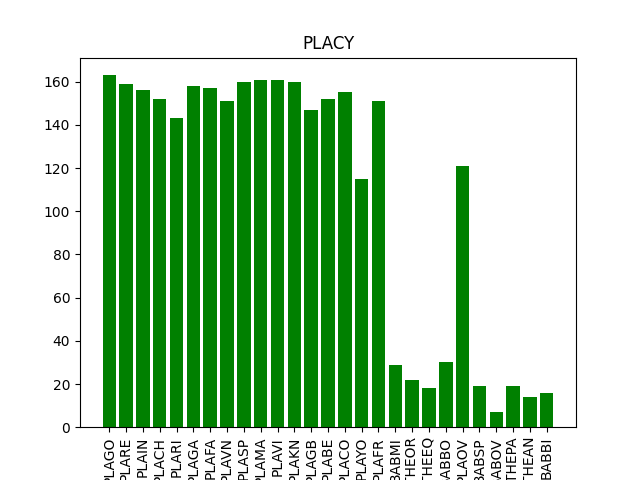 PLACY
160
140
120
100
80
60
40
20
0
PLAGO
PLARE
PLAIN
PLACH
PLARI
PLAGA
PLAFA
PLAVN
PLASP
PLAMA
PLAVI
PLAKN
PLAGB
PLABE
PLACO
PLAYO
PLAFR
BABMI
THEOR
THEEQ
ABBO
PLAOV
BABSP
ABOV
THEPA
THEAN
BABBI